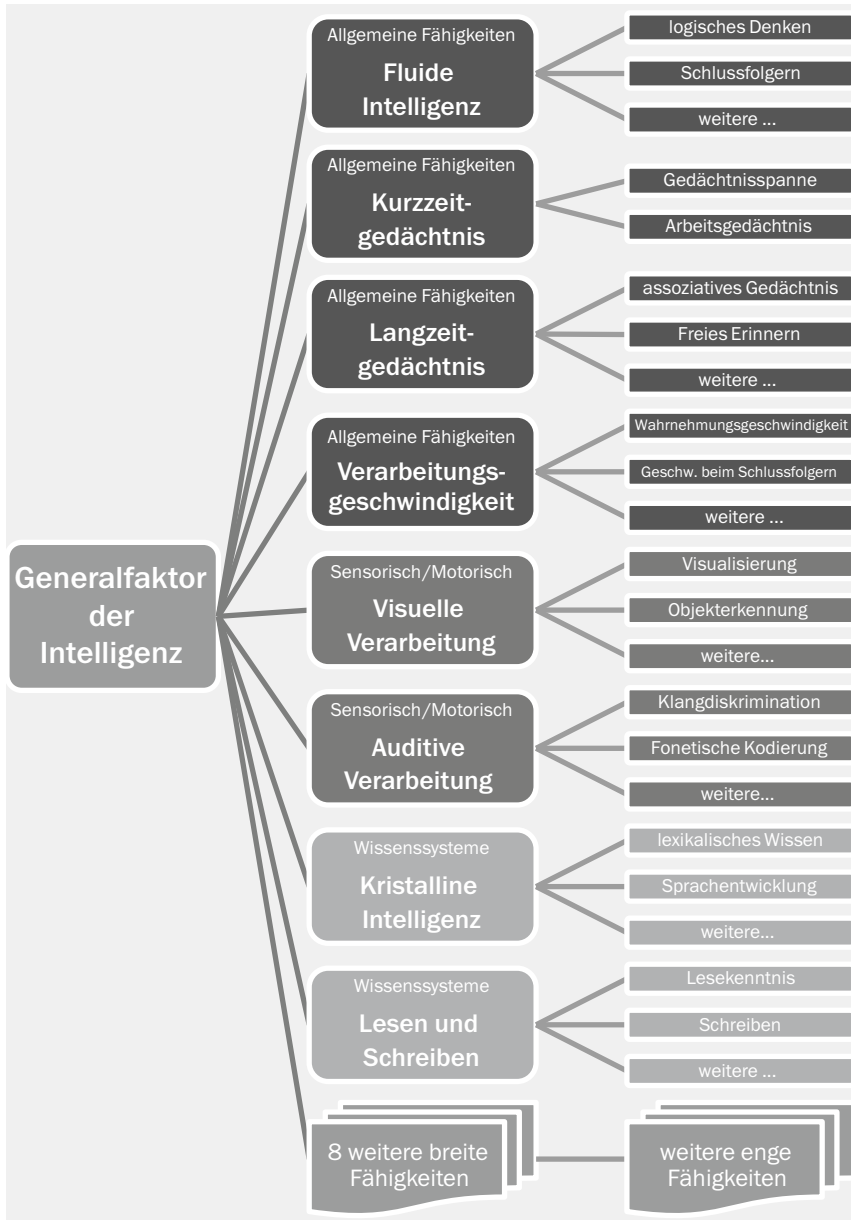 Generalfaktor
der
Intelligenz
Allgemeine Fähigkeiten
Fluide
Intelligenz
logisches Denken
Schlussfolgern
weitere ...
Allgemeine Fähigkeiten
Kurzzeit-
gedächtnis
Gedächtnisspanne
Arbeitsgedächtnis
Allgemeine Fähigkeiten
Langzeit-
gedächtnis
assoziatives Gedächtnis
Freies Erinnern
weitere ...
Allgemeine Fähigkeiten
Verarbeitungs-
geschwindigkeit
Wahrnehmungsgeschwindigkeit
Geschw. beim Schlussfolgern
weitere ...
Sensorisch/Motorisch
Visuelle
Verarbeitung
Visualisierung
Objekterkennung
weitere...
Sensorisch/Motorisch
Auditive
Verarbeitung
Klangdiskrimination
Fonetische Kodierung
weitere...
Wissenssysteme
Kristalline
Intelligenz
lexikalisches Wissen
Sprachentwicklung
weitere...
Wissenssysteme
Lesen und
Schreiben
Lesekenntnis
Schreiben
weitere ...
8 weitere breite
Fähigkeiten
weitere enge
Fähigkeiten